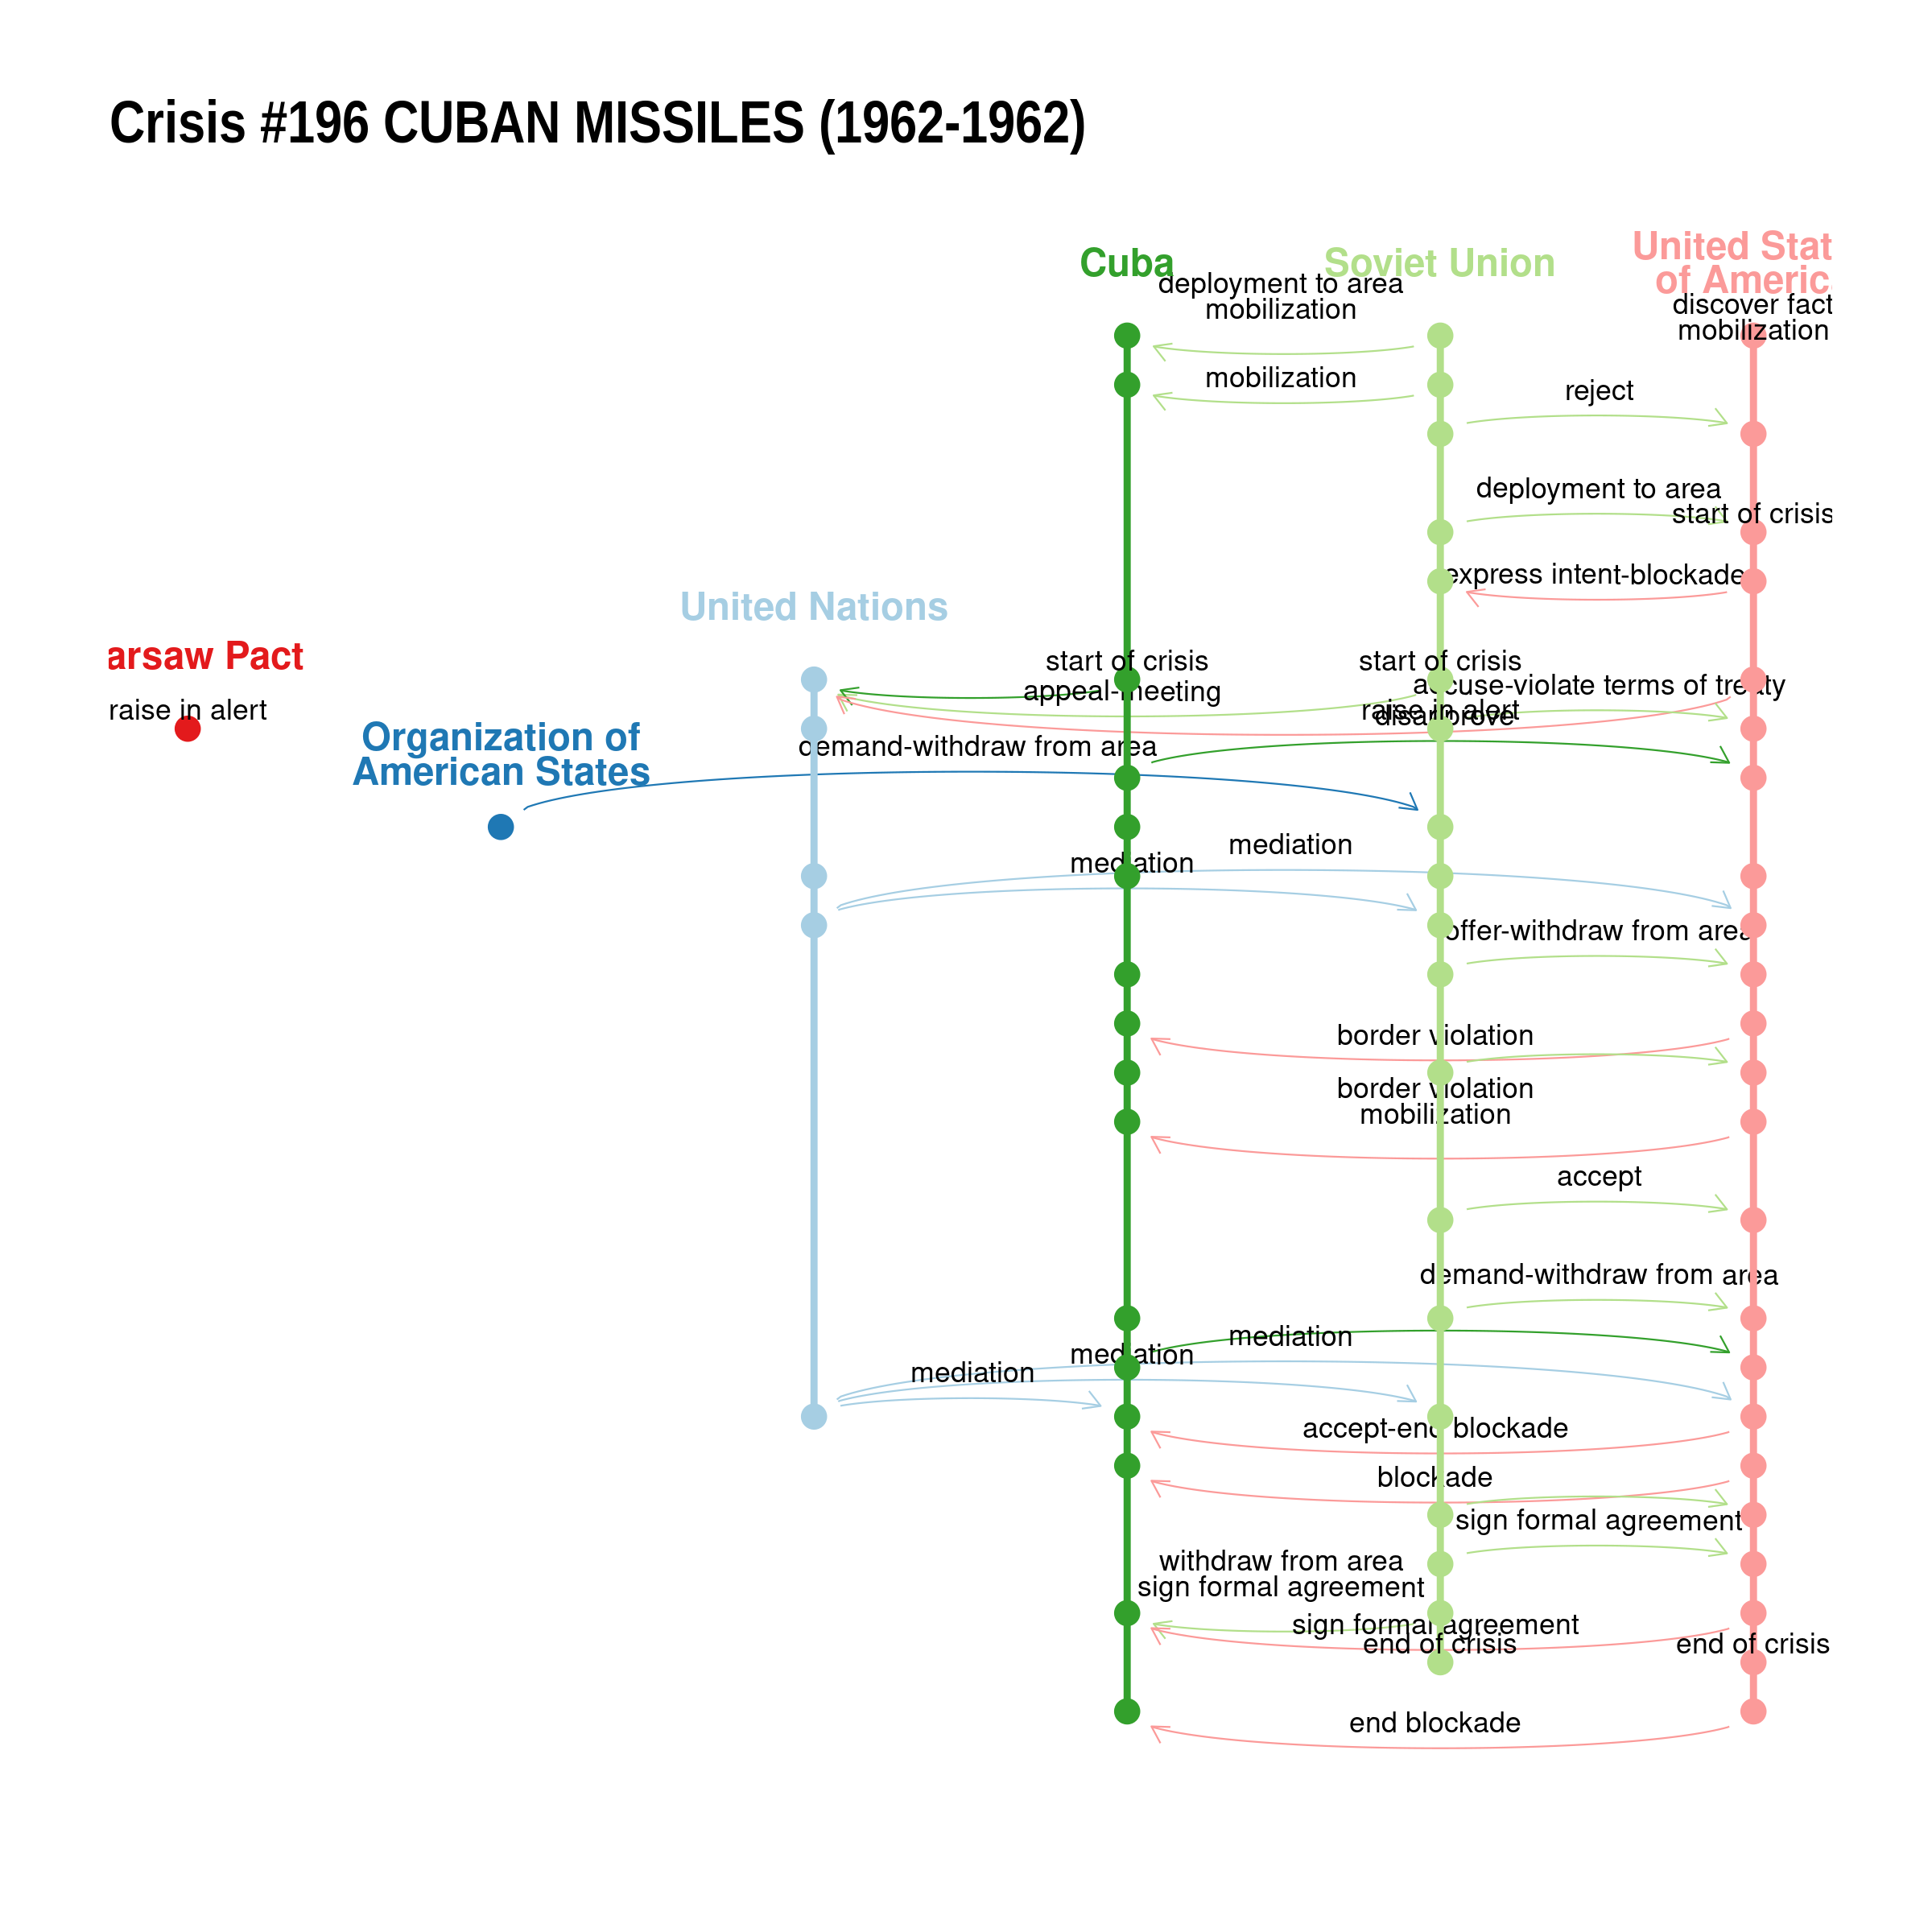 Crisis #196 CUBAN MISSILES (1962-1962)
United Stat
of Americ
Cuba
Soviet Union
deployment to area
mobilization
discover fact
mobilization
mobilization
reject
deployment to area
start of crisis
express intent-blockade
United Nations
arsaw Pact
start of crisis
start of crisis
appeal-meeting
accuse-violate terms of treaty
raise in alert
raise in alert
disapprove
Organization of
American States
demand-withdraw from area
mediation
mediation
offer-withdraw from area
border violation
border violation
mobilization
accept
demand-withdraw from area
mediation
mediation
mediation
accept-end blockade
blockade
sign formal agreement
withdraw from area
sign formal agreement
sign formal agreement
end of crisis
end of crisis
end blockade